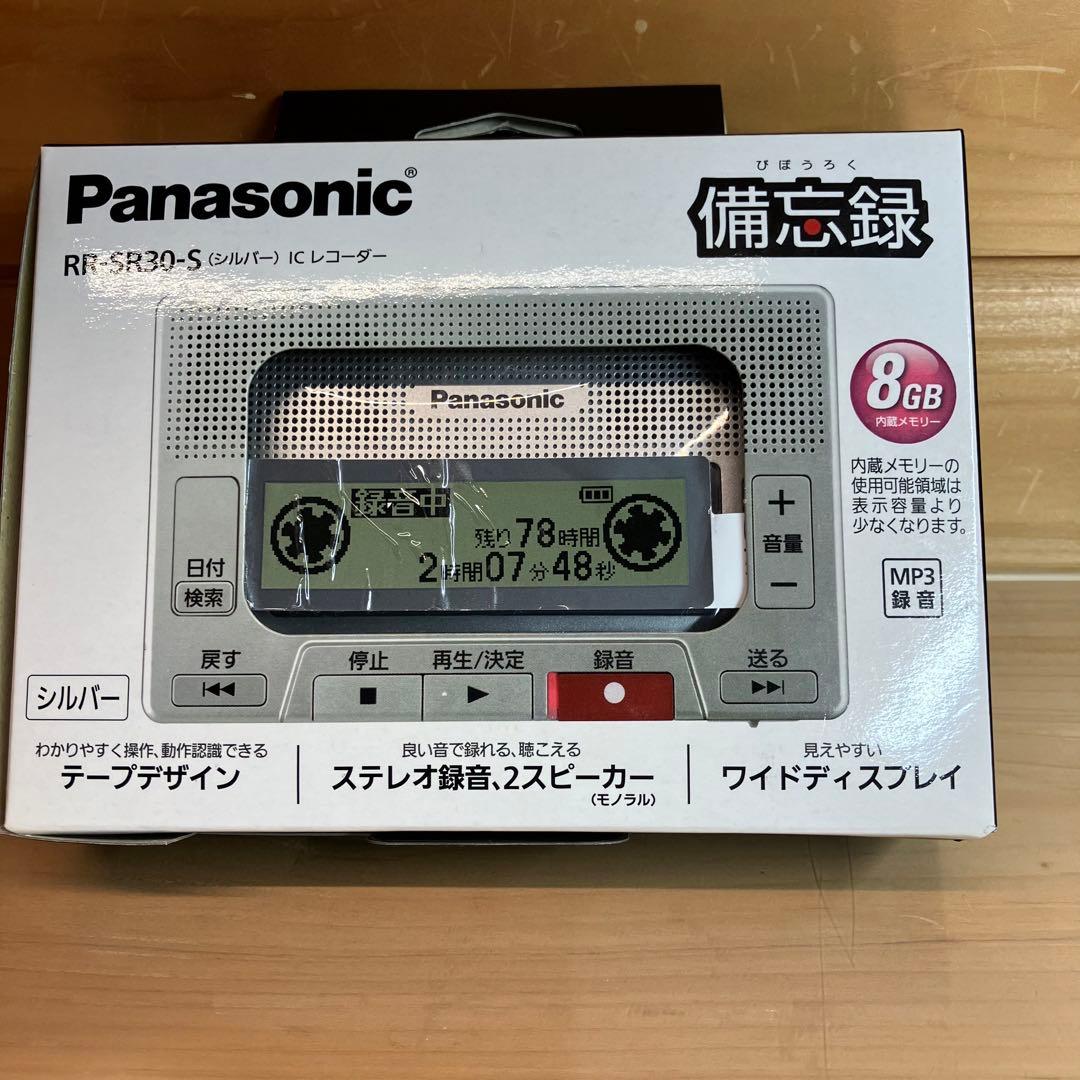 Panasonic®
びぼうろく
備忘録
RR-SR30-S (シルバー) ICレコーダー
8GB
内蔵メモリー
内蔵メモリーの
使用可能領域は
表示容量より
少なくなります。
MP3
録音
Panasonic
録音中
残り78時間
2時間07分48秒
日付
検索
+
音量
−
戻す
停止
再生/決定
録音
送る
シルバー
わかりやすく操作、動作認識できる
テープデザイン
良い音で録れる、聴こえる
ステレオ録音、2スピーカー
(モノラル)
見えやすい
ワイドディスプレイ